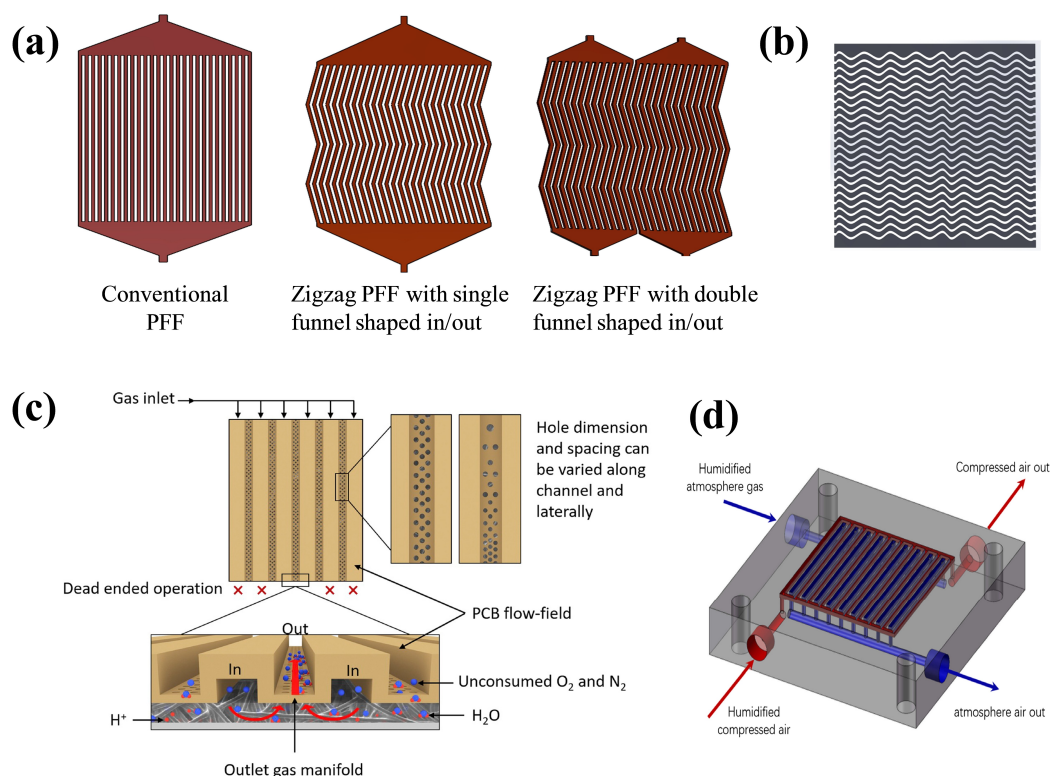 (a)
Conventional
PFF
Zigzag PFF with single
funnel shaped in/out
Zigzag PFF with double
funnel shaped in/out
(b)
(c)
Gas inlet
Hole dimension
and spacing can
be varied along
channel and
laterally
Dead ended operation
PCB flow-field
Out
In
In
Unconsumed O₂ and N₂
H⁺
H₂O
Outlet gas manifold
(d)
Humidified
atmosphere gas
Compressed air out
Humidified
compressed air
atmosphere air out